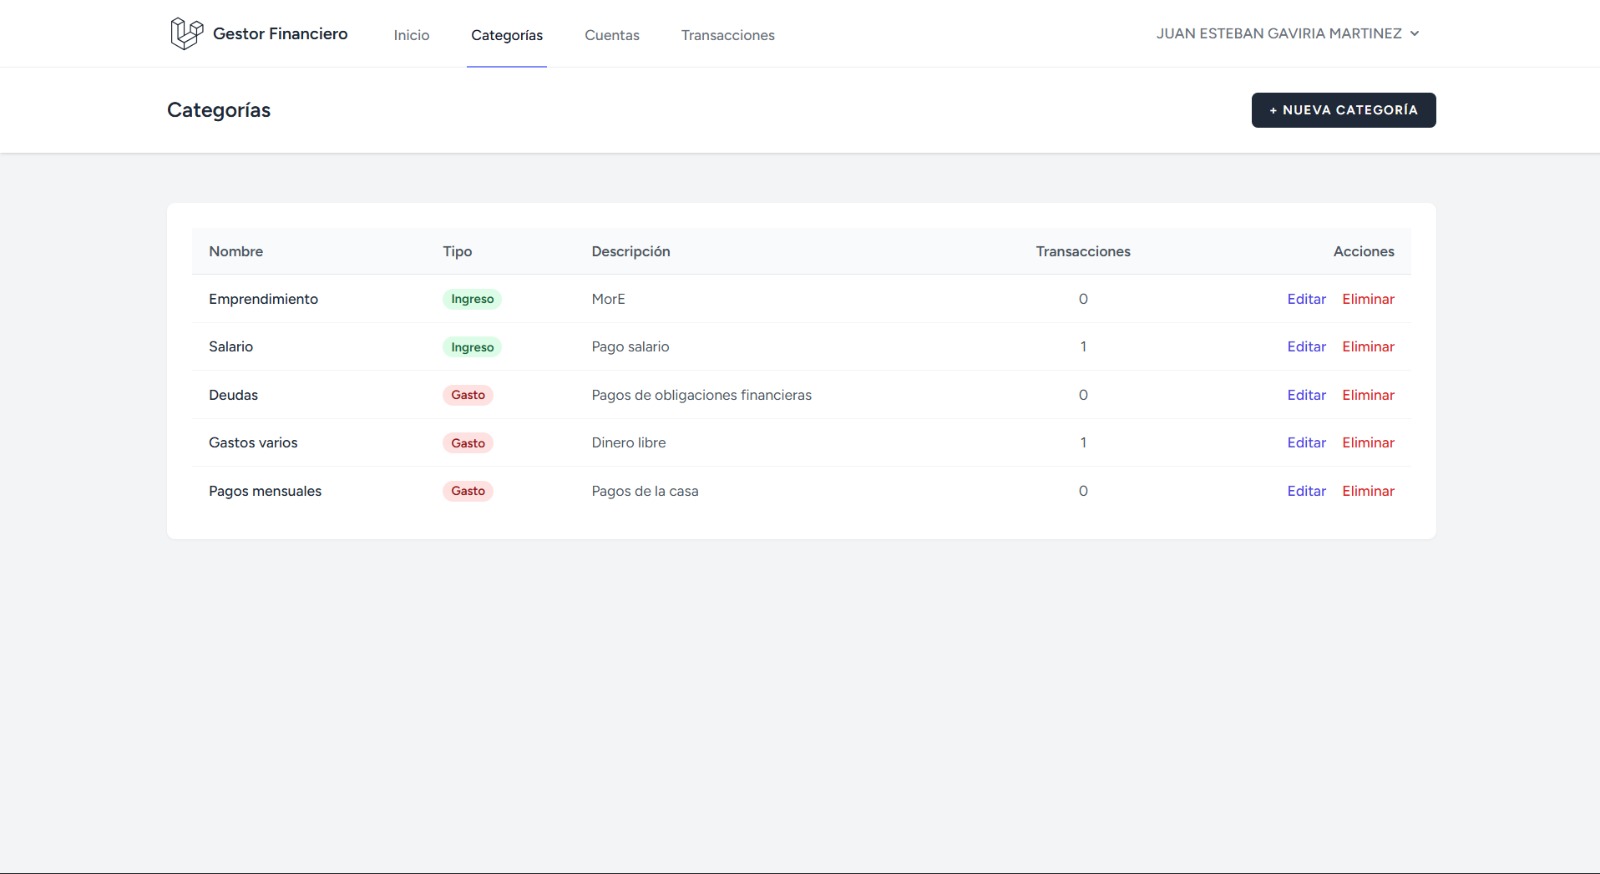 Gestor Financiero Inicio Categorías Cuentas Transacciones JUAN ESTEBAN GAVIRIA MARTINEZ
Categorías + NUEVA CATEGORÍA
Nombre Tipo Descripción Transacciones Acciones
Emprendimiento Ingreso MorE 0 Editar Eliminar
Salario Ingreso Pago salario 1 Editar Eliminar
Deudas Gasto Pagos de obligaciones financieras 0 Editar Eliminar
Gastos varios Gasto Dinero libre 1 Editar Eliminar
Pagos mensuales Gasto Pagos de la casa 0 Editar Eliminar